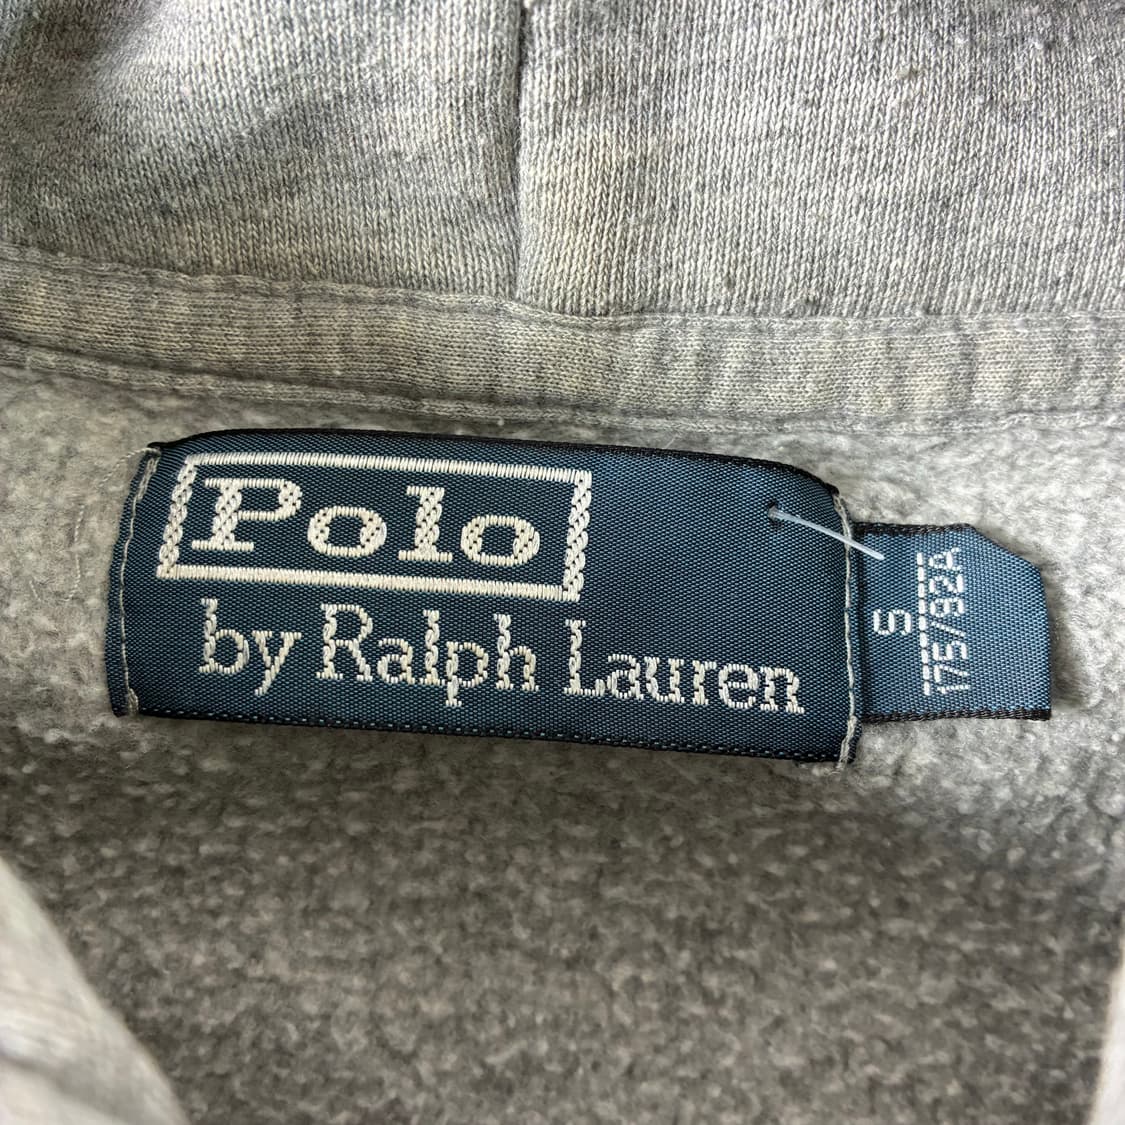 Polo
by Ralph Lauren
S
175/92A